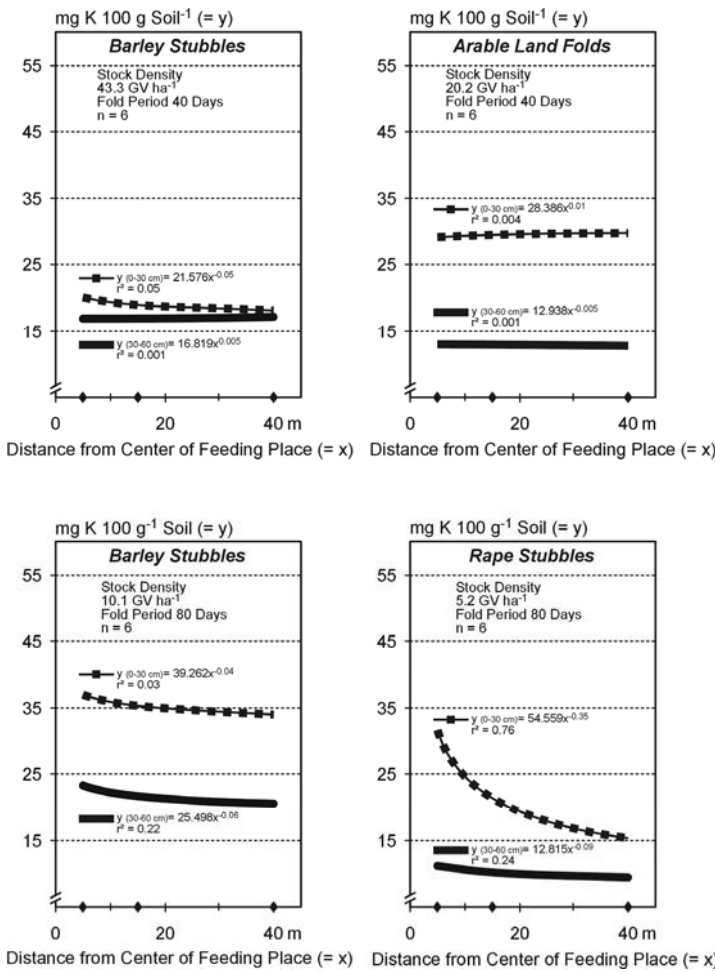 mg K 100 g Soil⁻¹ (= y)
Barley Stubbles
55
45
35
25
15
Stock Density
43.3 GV ha⁻¹
Fold Period 40 Days
n = 6
y (0-30 cm)= 21.576x⁻⁰·⁰⁵
r² = 0.05
y (30-60 cm)= 16.819x⁰·⁰⁰⁵
r² = 0.001
0 20 40 m
Distance from Center of Feeding Place (= x)
mg K 100 g Soil⁻¹ (= y)
Arable Land Folds
55
45
35
25
15
Stock Density
20.2 GV ha⁻¹
Fold Period 40 Days
n = 6
y (0-30 cm)= 28.386x⁰·⁰¹
r² = 0.004
y (30-60 cm)= 12.938x⁻⁰·⁰⁰⁵
r² = 0.001
0 20 40 m
Distance from Center of Feeding Place (= x)
mg K 100 g⁻¹ Soil (= y)
Barley Stubbles
55
45
35
25
15
Stock Density
10.1 GV ha⁻¹
Fold Period 80 Days
n = 6
y (0-30 cm)= 39.262x⁻⁰·⁰⁴
r² = 0.03
y (30-60 cm)= 25.498x⁻⁰·⁰⁶
r² = 0.22
0 20 40 m
Distance from Center of Feeding Place (= x)
mg K 100 g⁻¹ Soil (= y)
Rape Stubbles
55
45
35
25
15
Stock Density
5.2 GV ha⁻¹
Fold Period 80 Days
n = 6
y (0-30 cm)= 54.559x⁻⁰·³⁵
r² = 0.76
y (30-60 cm)= 12.815x⁻⁰·⁰⁹
r² = 0.24
0 20 40 m
Distance from Center of Feeding Place (= x)